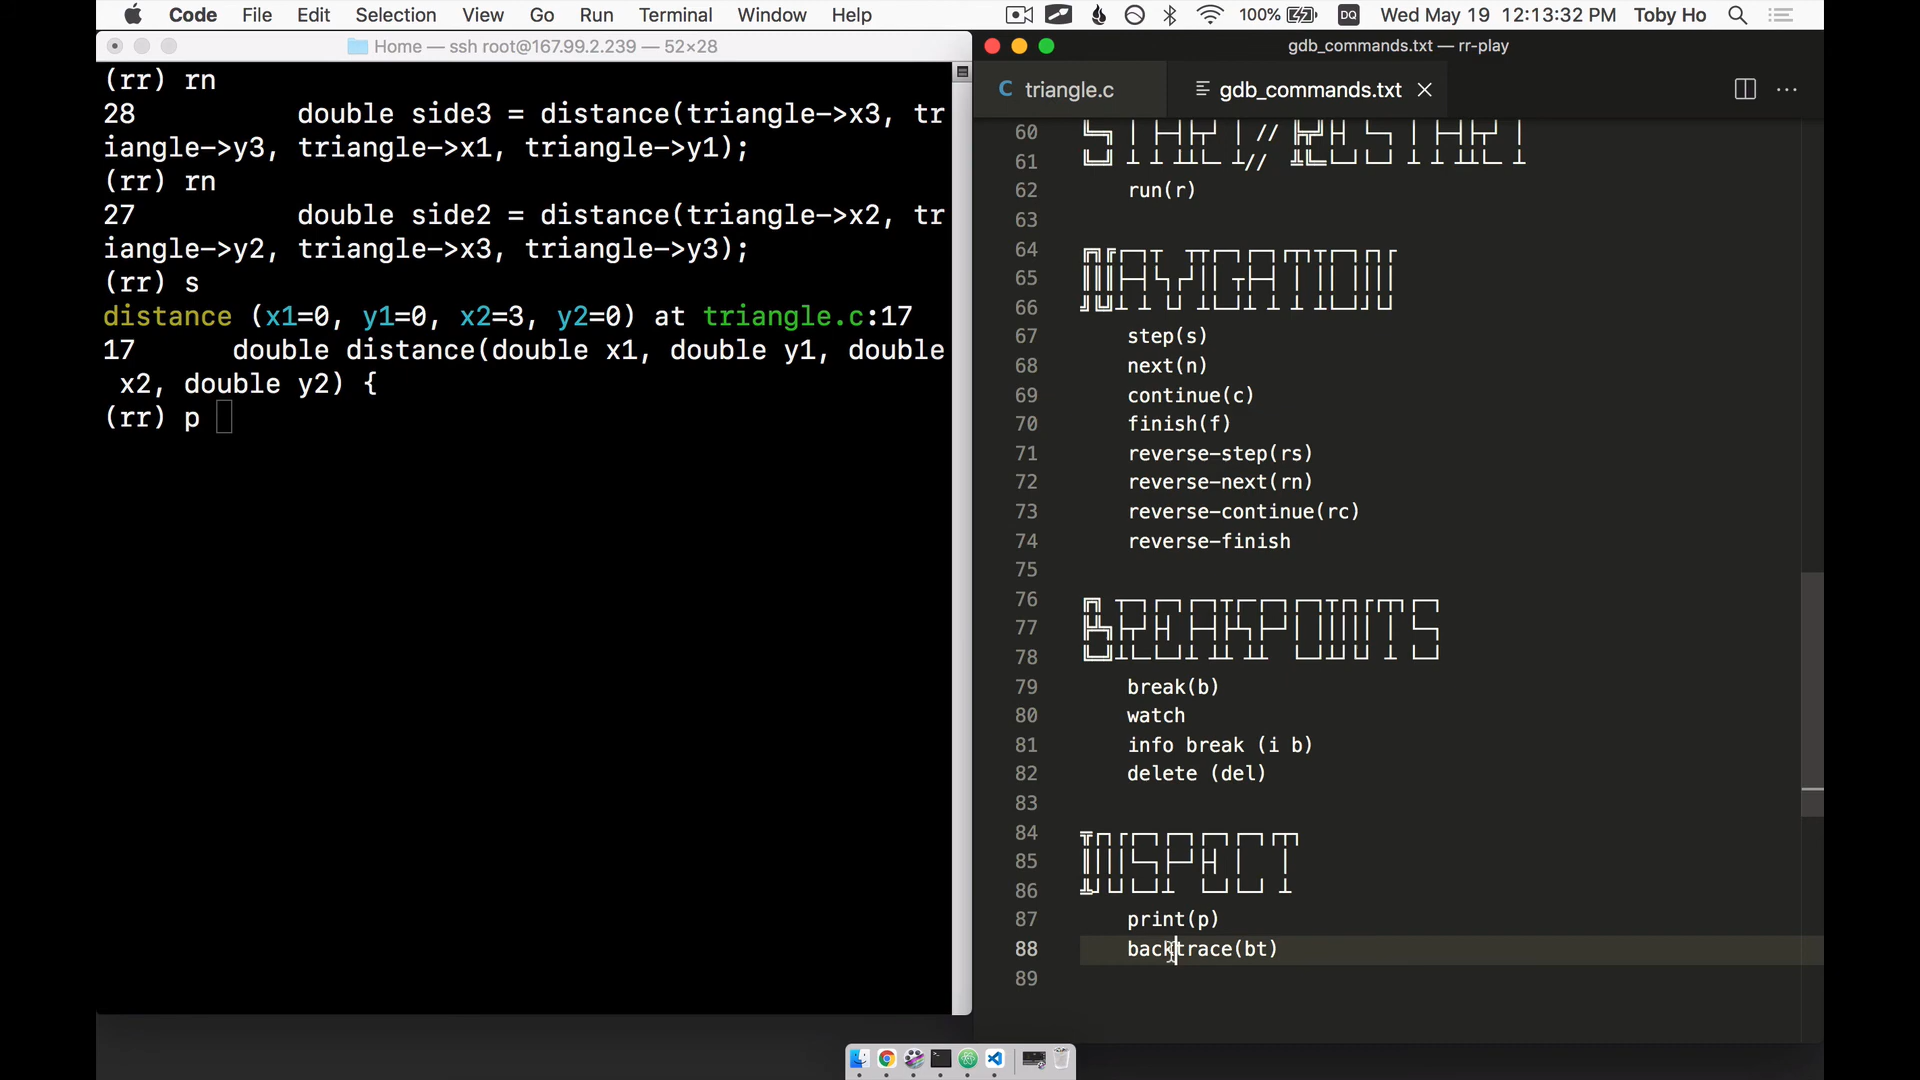 Code File Edit Selection View Go Run Terminal Window Help
100% DQ Wed May 19 12:13:32 PM Toby Ho
Home — ssh root@167.99.2.239 — 52×28
(rr) rn
28 double side3 = distance(triangle->x3, tr
iangle->y3, triangle->x1, triangle->y1);
(rr) rn
27 double side2 = distance(triangle->x2, tr
iangle->y2, triangle->x3, triangle->y3);
(rr) s
distance (x1=0, y1=0, x2=3, y2=0) at triangle.c:17
17 double distance(double x1, double y1, double
x2, double y2) {
(rr) p
gdb_commands.txt — rr-play
C triangle.c
gdb_commands.txt
60
61
62 run(r)
63
64 NAVIGATION
65
66
67 step(s)
68 next(n)
69 continue(c)
70 finish(f)
71 reverse-step(rs)
72 reverse-next(rn)
73 reverse-continue(rc)
74 reverse-finish
75
76 BREAKPOINTS
77
78
79 break(b)
80 watch
81 info break (i b)
82 delete (del)
83
84 INSPECT
85
86
87 print(p)
88 backtrace(bt)
89